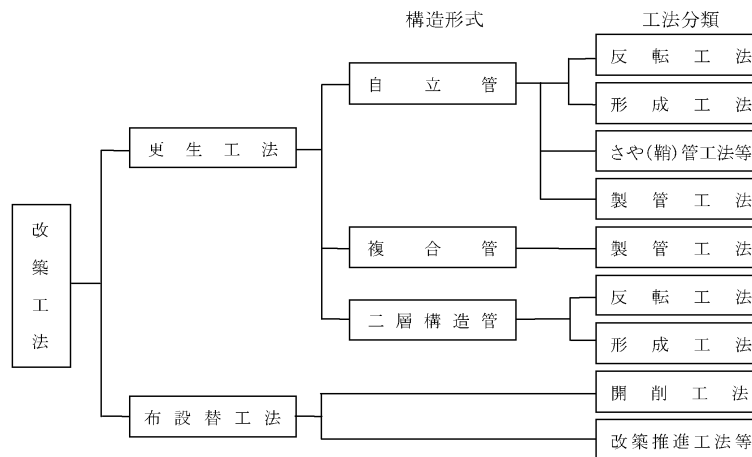 構造形式
工法分類
改築工法
更生工法
自立管
反転工法
形成工法
さや(鞘)管工法等
製管工法
複合管
製管工法
二層構造管
反転工法
形成工法
布設替工法
開削工法
改築推進工法等